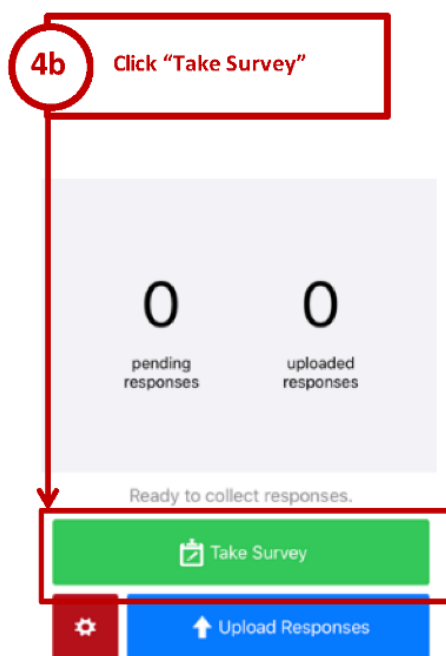 4b
Click “Take Survey”
0
0
pending
responses
uploaded
responses
Ready to collect responses.
Take Survey
Upload Responses